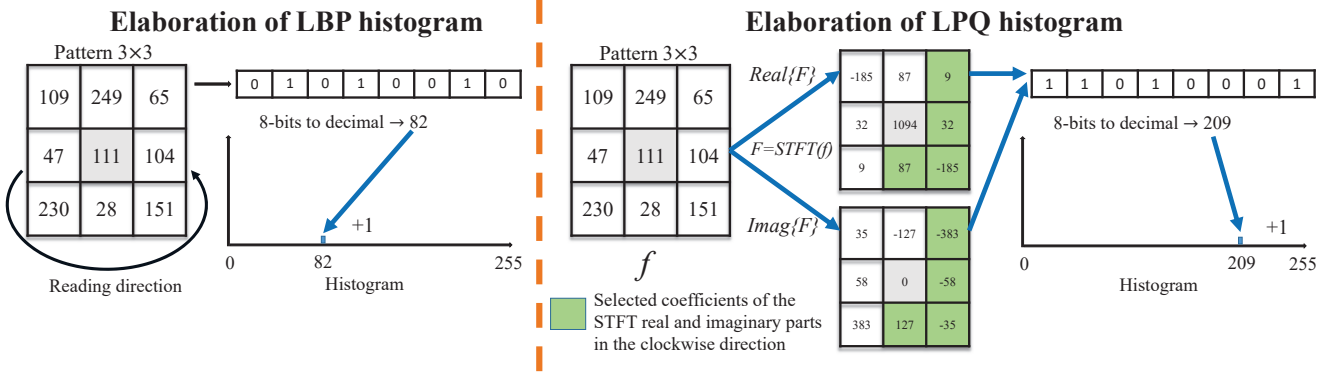 Elaboration of LBP histogram
Pattern 3×3
109 249 65
47 111 104
230 28 151
Reading direction
0 1 0 1 0 0 1 0
8-bits to decimal → 82
+1
0 82 255
Histogram
Elaboration of LPQ histogram
Pattern 3×3
109 249 65
47 111 104
230 28 151
f
Selected coefficients of the
STFT real and imaginary parts
in the clockwise direction
Real{F}
F=STFT(f)
Imag{F}
-185 87 9
32 1094 32
9 87 -185
35 -127 -383
58 0 -58
383 127 -35
1 1 0 1 0 0 0 1
8-bits to decimal → 209
+1
0 209 255
Histogram